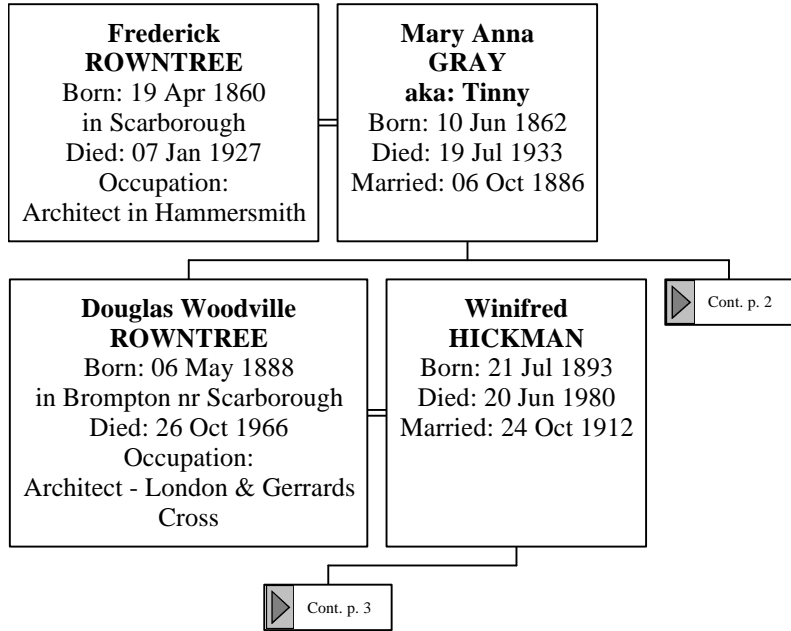 Frederick
ROWNTREE
Born: 19 Apr 1860
in Scarborough
Died: 07 Jan 1927
Occupation:
Architect in Hammersmith
Mary Anna
GRAY
aka: Tinny
Born: 10 Jun 1862
Died: 19 Jul 1933
Married: 06 Oct 1886
Douglas Woodville
ROWNTREE
Born: 06 May 1888
in Brompton nr Scarborough
Died: 26 Oct 1966
Occupation:
Architect - London & Gerrards
Cross
Winifred
HICKMAN
Born: 21 Jul 1893
Died: 20 Jun 1980
Married: 24 Oct 1912
Cont. p. 2
Cont. p. 3